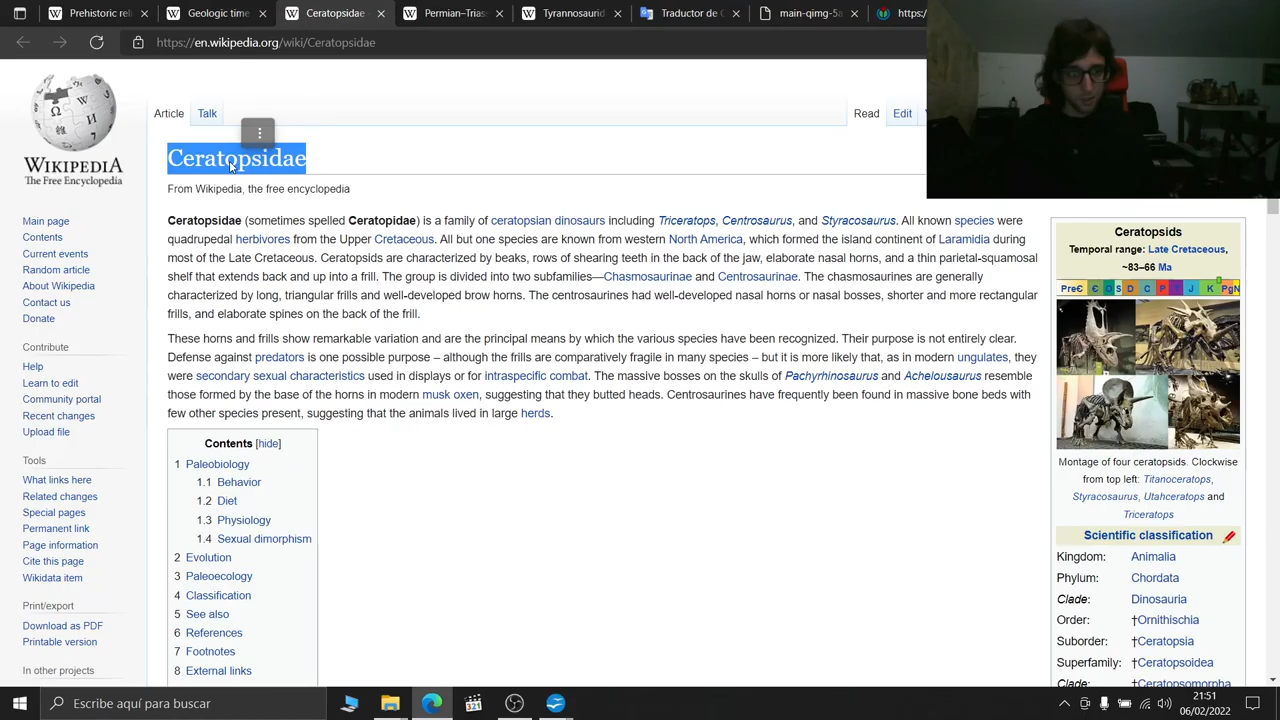 Prehistoric reli
Ceratopsidae -
Permian–Trias
Tyrannosaurid
Traductor de G
main-qimg-5a
https:/
https://en.wikipedia.org/wiki/Ceratopsidae
WIKIPEDIA
The Free Encyclopedia
Article Talk
Read Edit
Ceratopsidae
From Wikipedia, the free encyclopedia
Ceratopsidae (sometimes spelled Ceratopidae) is a family of ceratopsian dinosaurs including Triceratops, Centrosaurus, and Styracosaurus. All known species were
quadrupedal herbivores from the Upper Cretaceous. All but one species are known from western North America, which formed the island continent of Laramidia during
most of the Late Cretaceous. Ceratopsids are characterized by beaks, rows of shearing teeth in the back of the jaw, elaborate nasal horns, and a thin parietal-squamosal
shelf that extends back and up into a frill. The group is divided into two subfamilies—Chasmosaurinae and Centrosaurinae. The chasmosaurines are generally
characterized by long, triangular frills and well-developed brow horns. The centrosaurines had well-developed nasal horns or nasal bosses, shorter and more rectangular
frills, and elaborate spines on the back of the frill.
These horns and frills show remarkable variation and are the principal means by which the various species have been recognized. Their purpose is not entirely clear.
Defense against predators is one possible purpose – although the frills are comparatively fragile in many species – but it is more likely that, as in modern ungulates, they
were secondary sexual characteristics used in displays or for intraspecific combat. The massive bosses on the skulls of Pachyrhinosaurus and Achelousaurus resemble
those formed by the base of the horns in modern musk oxen, suggesting that they butted heads. Centrosaurines have frequently been found in massive bone beds with
few other species present, suggesting that the animals lived in large herds.
Contents [hide]
1 Paleobiology
1.1 Behavior
1.2 Diet
1.3 Physiology
1.4 Sexual dimorphism
2 Evolution
3 Paleoecology
4 Classification
5 See also
6 References
7 Footnotes
8 External links
Main page
Contents
Current events
Random article
About Wikipedia
Contact us
Donate
Contribute
Help
Learn to edit
Community portal
Recent changes
Upload file
Tools
What links here
Related changes
Special pages
Permanent link
Page information
Cite this page
Wikidata item
Print/export
Download as PDF
Printable version
In other projects
Ceratopsids
Temporal range: Late Cretaceous,
~83–66 Ma
PreЄ Є O S D C P T J K PgN
Montage of four ceratopsids. Clockwise
from top left: Titanoceratops,
Styracosaurus, Utahceratops and
Triceratops
Scientific classification
Kingdom: Animalia
Phylum: Chordata
Clade: Dinosauria
Order: †Ornithischia
Suborder: †Ceratopsia
Superfamily: †Ceratopsoidea
Clade: †Ceratopsomorpha
Escribe aquí para buscar
321
21:51
06/02/2022